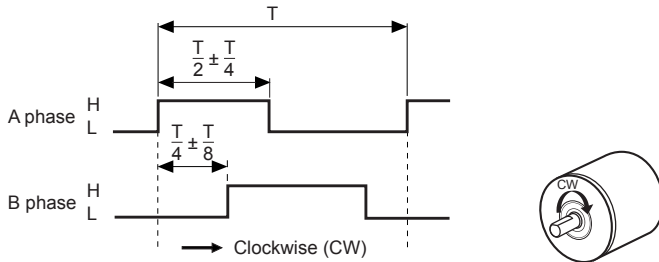 T
T/2 ± T/4
A phase H
L
T/4 ± T/8
B phase H
L
Clockwise (CW)
CW